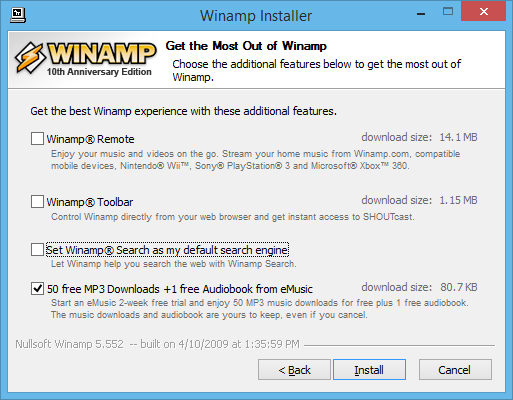 Winamp Installer
WINAMP
10th Anniversary Edition
Get the Most Out of Winamp
Choose the additional features below to get the most out of
Winamp.
Get the best Winamp experience with these additional features.
Winamp® Remote download size: 14.1 MB
Enjoy your music and videos on the go. Stream your home music from Winamp.com, compatible
mobile devices, Nintendo® Wii™, Sony® PlayStation® 3 and Microsoft® Xbox™ 360.
Winamp® Toolbar download size: 1.15 MB
Control Winamp directly from your web browser and get instant access to SHOUTcast.
Set Winamp® Search as my default search engine
Let Winamp help you search the web with Winamp Search.
50 free MP3 Downloads +1 free Audiobook from eMusic download size: 80.7 KB
Start an eMusic 2-week free trial and enjoy 50 MP3 music downloads for free plus 1 free audiobook.
The music downloads and audiobook are yours to keep, even if you cancel.
Nullsoft Winamp 5.552 -- built on 4/10/2009 at 1:35:59 PM
< Back Install Cancel